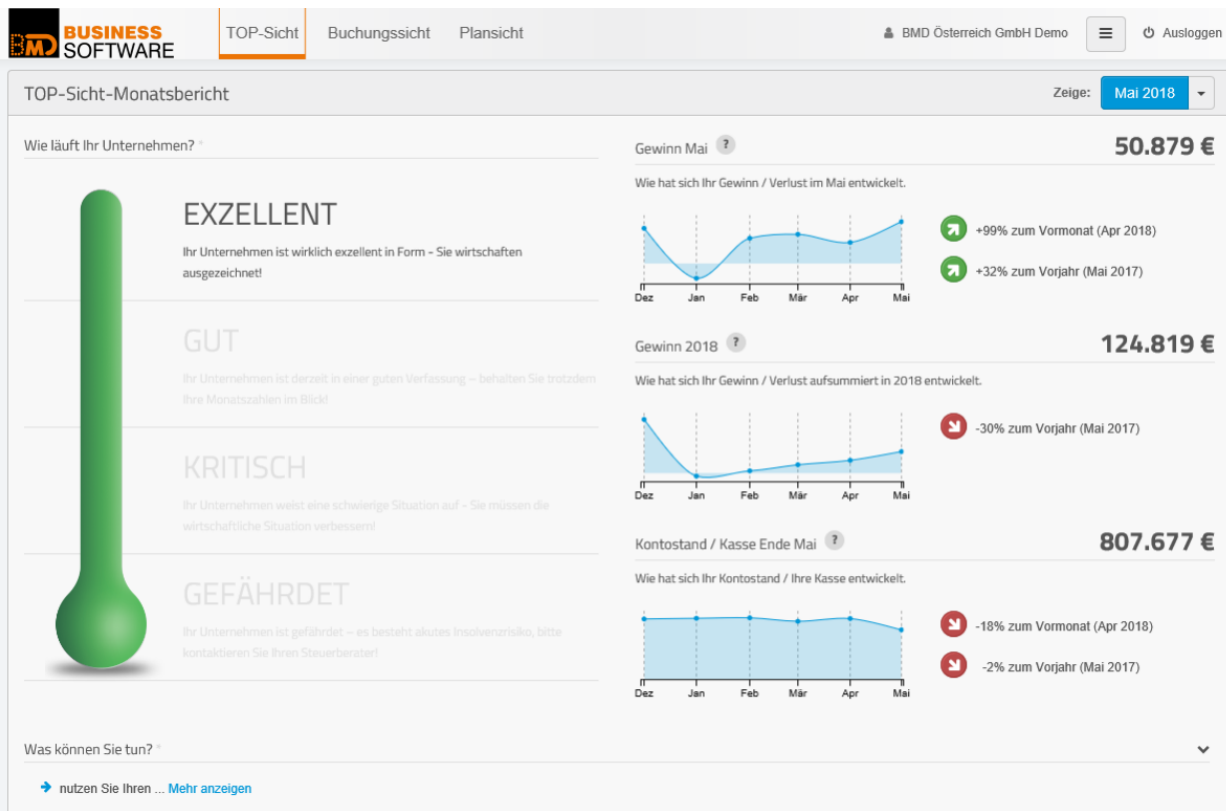 BMD BUSINESS SOFTWARE
TOP-Sicht
Buchungssicht
Plansicht
BMD Österreich GmbH Demo
Ausloggen
TOP-Sicht-Monatsbericht
Zeige:
Mai 2018
Wie läuft Ihr Unternehmen? *
EXZELLENT
Ihr Unternehmen ist wirklich exzellent in Form - Sie wirtschaften
ausgezeichnet!
GUT
Ihr Unternehmen ist derzeit in einer guten Verfassung – behalten Sie trotzdem
Ihre Monatszahlen im Blick!
KRITISCH
Ihr Unternehmen weist eine schwierige Situation auf - Sie müssen die
wirtschaftliche Situation verbessern!
GEFÄHRDET
Ihr Unternehmen ist gefährdet – es besteht akutes Insolvenzrisiko, bitte
kontaktieren Sie Ihren Steuerberater!
Gewinn Mai ?
50.879 €
Wie hat sich Ihr Gewinn / Verlust im Mai entwickelt.
+99% zum Vormonat (Apr 2018)
+32% zum Vorjahr (Mai 2017)
Dez Jan Feb Mär Apr Mai
Gewinn 2018 ?
124.819 €
Wie hat sich Ihr Gewinn / Verlust aufsummiert in 2018 entwickelt.
-30% zum Vorjahr (Mai 2017)
Dez Jan Feb Mär Apr Mai
Kontostand / Kasse Ende Mai ?
807.677 €
Wie hat sich Ihr Kontostand / Ihre Kasse entwickelt.
-18% zum Vormonat (Apr 2018)
-2% zum Vorjahr (Mai 2017)
Dez Jan Feb Mär Apr Mai
Was können Sie tun? *
nutzen Sie Ihren ... Mehr anzeigen